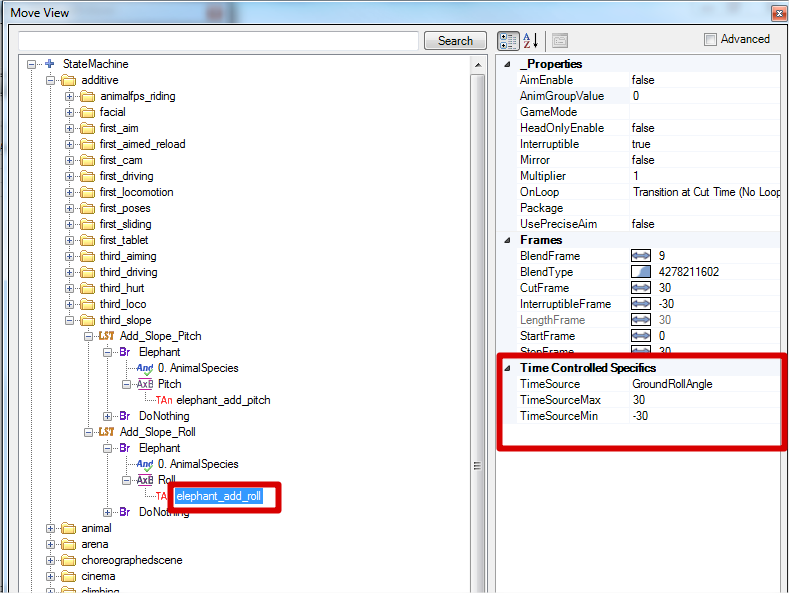 Move View
Search
Advanced
StateMachine
additive
animalfps_riding
facial
first_aim
first_aimed_reload
first_cam
first_driving
first_locomotion
first_poses
first_sliding
first_tablet
third_aiming
third_driving
third_hurt
third_loco
third_slope
LST Add_Slope_Pitch
Br Elephant
And 0. AnimalSpecies
AxB Pitch
TAn elephant_add_pitch
Br DoNothing
LST Add_Slope_Roll
Br Elephant
And 0. AnimalSpecies
AxB Roll
TA elephant_add_roll
Br DoNothing
animal
arena
choreographedscene
cinema
climbing
_Properties
AimEnable false
AnimGroupValue 0
GameMode
HeadOnlyEnable false
Interruptible true
Mirror false
Multiplier 1
OnLoop Transition at Cut Time (No Loop
Package
UsePreciseAim false
Frames
BlendFrame 9
BlendType 4278211602
CutFrame 30
InterruptibleFrame -30
LengthFrame 30
StartFrame 0
StopFrame 30
Time Controlled Specifics
TimeSource GroundRollAngle
TimeSourceMax 30
TimeSourceMin -30